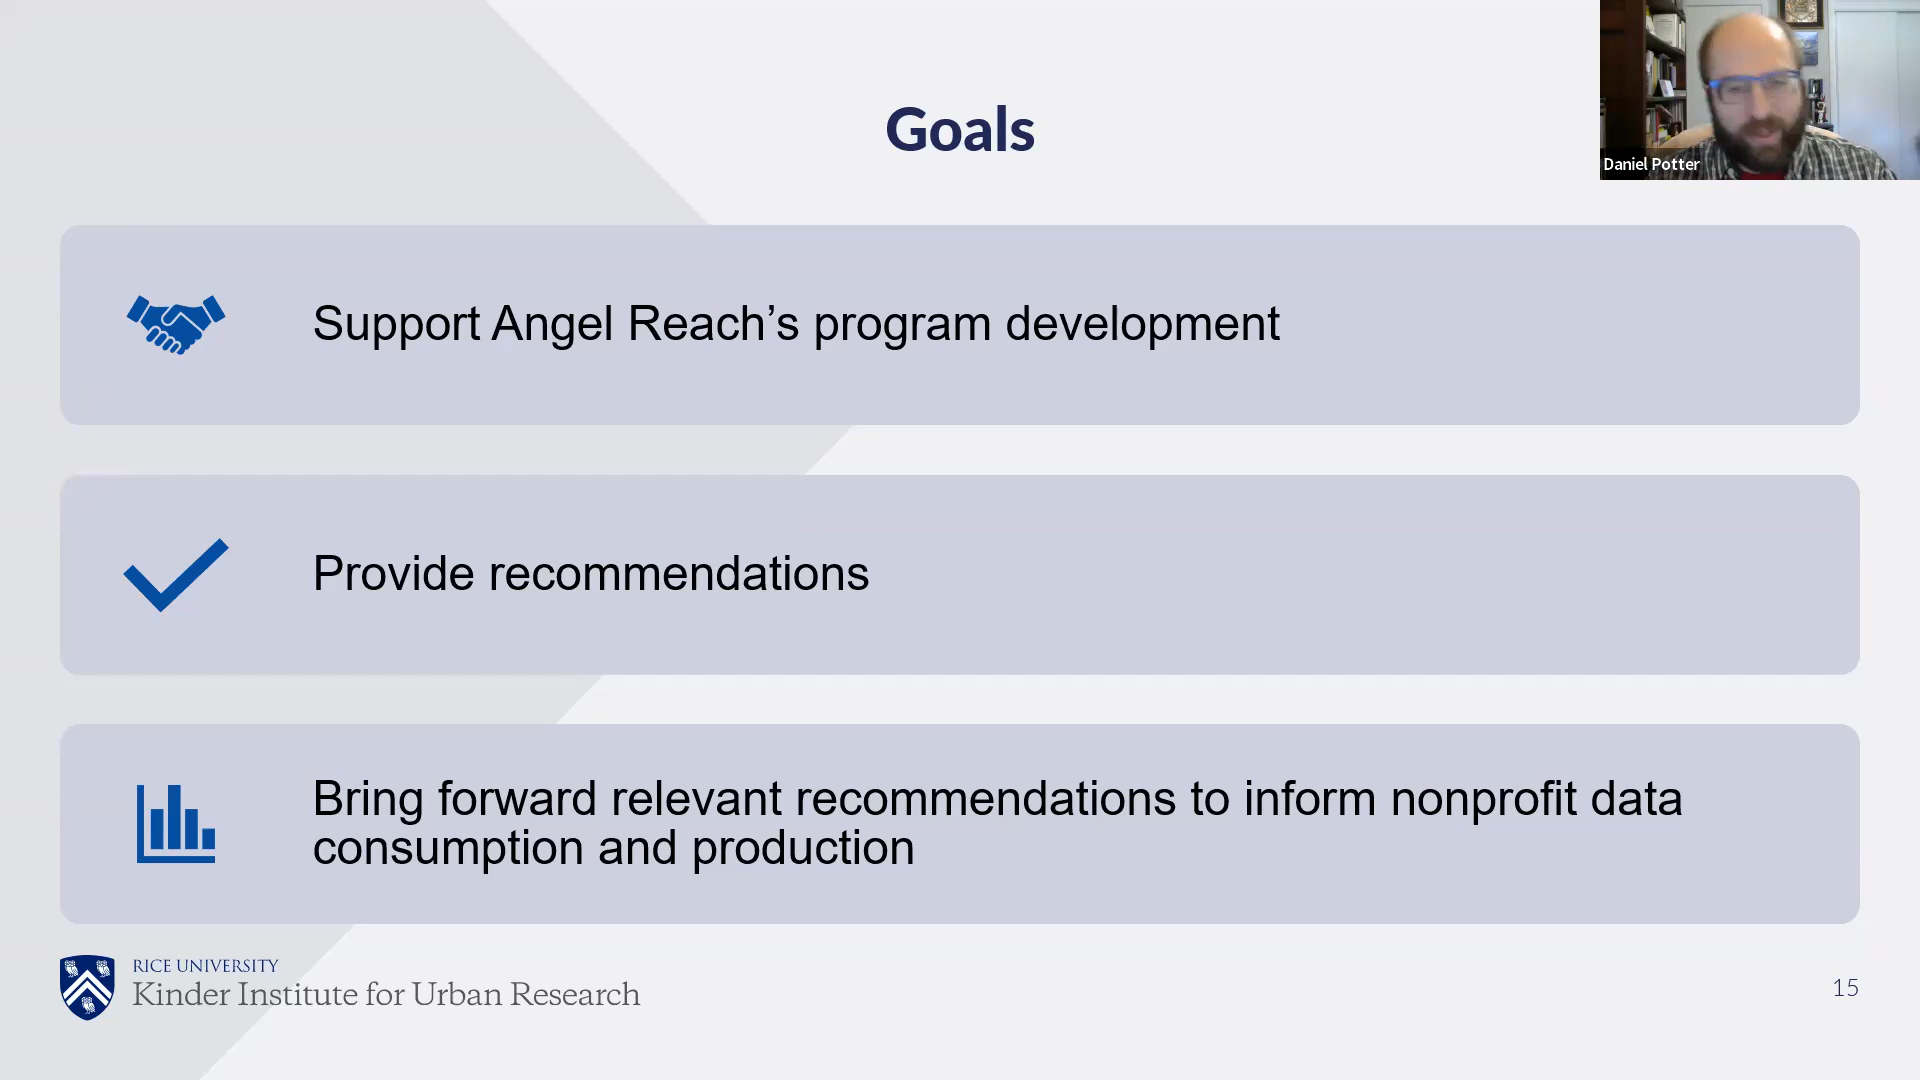 Goals
Daniel Potter
Support Angel Reach’s program development
Provide recommendations
Bring forward relevant recommendations to inform nonprofit data
consumption and production
RICE UNIVERSITY
Kinder Institute for Urban Research
15